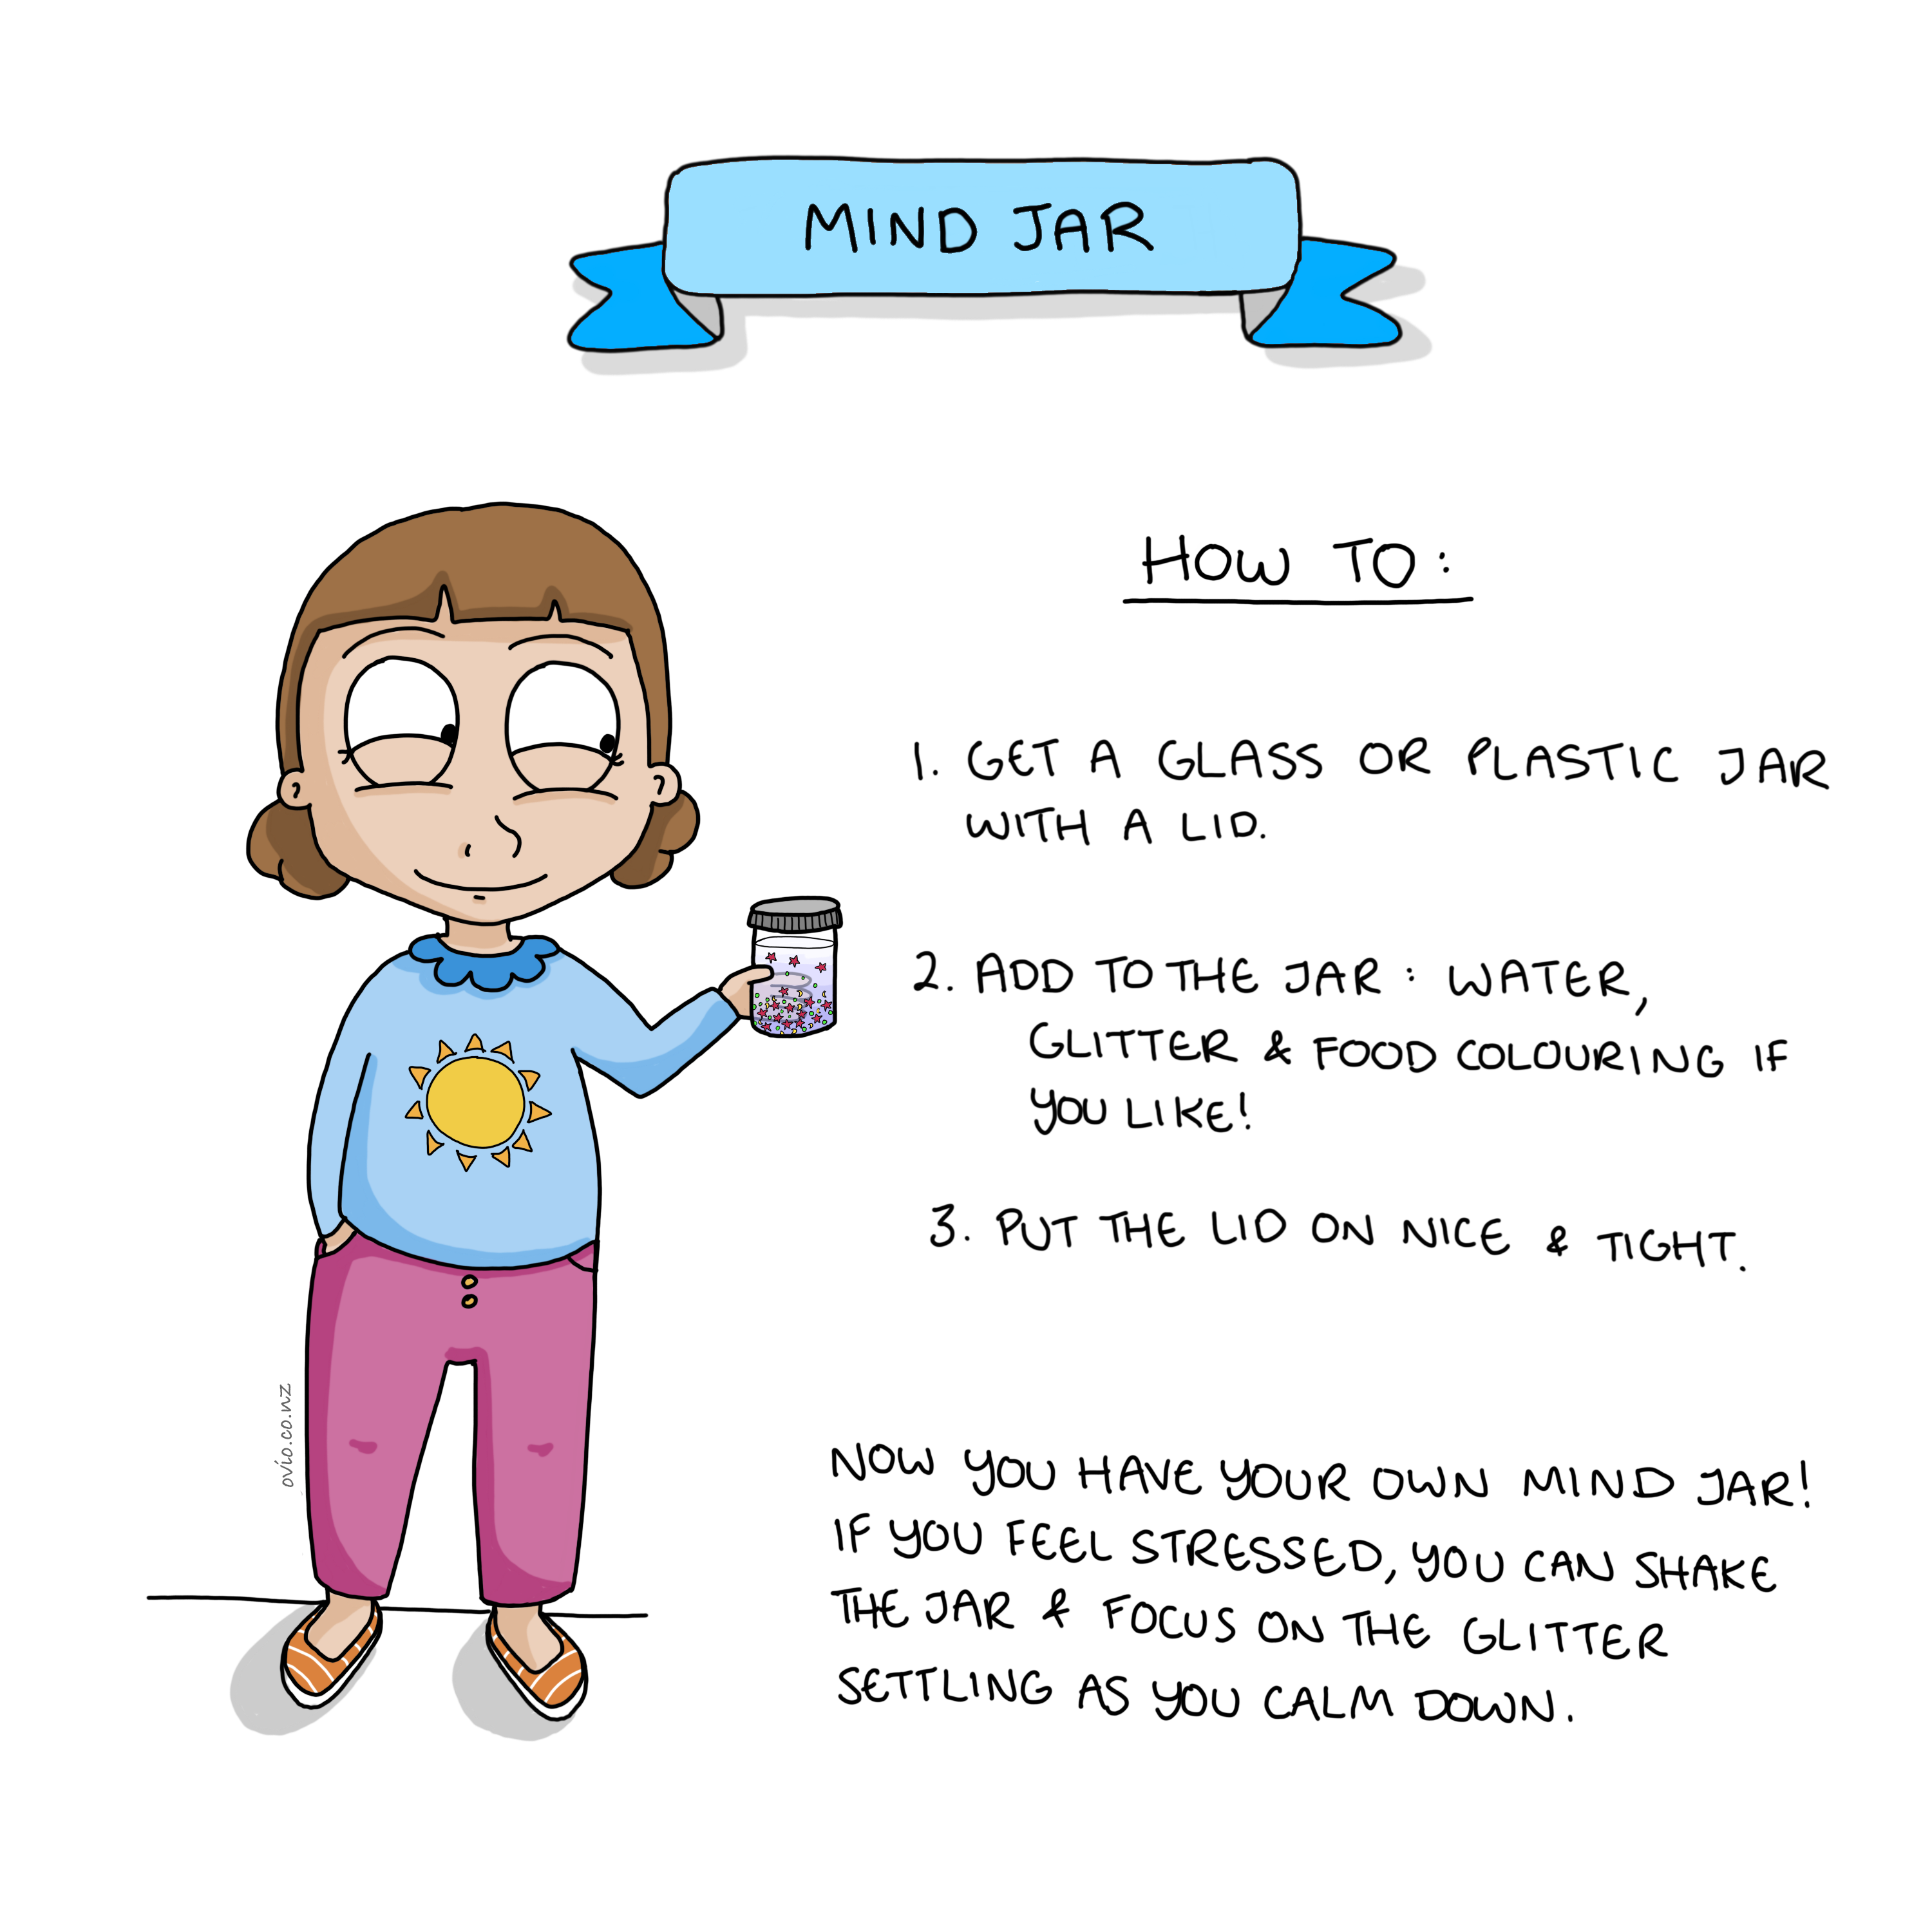 MIND JAR
HOW TO:
1. GET A GLASS OR PLASTIC JAR
WITH A LID.
2. ADD TO THE JAR: WATER,
GLITTER & FOOD COLOURING IF
YOU LIKE!
3. PUT THE LID ON NICE & TIGHT.
NOW YOU HAVE YOUR OWN MIND JAR!
IF YOU FEEL STRESSED, YOU CAN SHAKE
THE JAR & FOCUS ON THE GLITTER
SETTLING AS YOU CALM DOWN.
ovio.co.nz